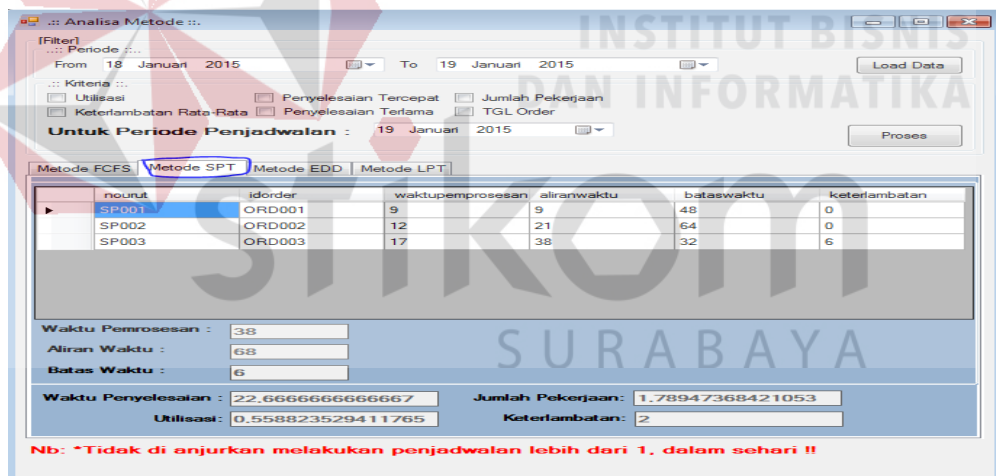 .:: Analisa Metode ::.
[Filter]
..:: Periode ::..
From 18 Januari 2015 To 19 Januari 2015 Load Data
.:: Kriteria ::.
Utilisasi Penyelesaian Tercepat Jumlah Pekerjaan
Keterlambatan Rata-Rata Penyelesaian Terlama TGL Order
Untuk Periode Penjadwalan : 19 Januari 2015 Proses
Metode FCFS Metode SPT Metode EDD Metode LPT
nourut idorder waktupemprosesan aliranwaktu bataswaktu keterlambatan
SP001 ORD001 9 9 48 0
SP002 ORD002 12 21 64 0
SP003 ORD003 17 38 32 6
Waktu Pemrosesan : 38
Aliran Waktu : 68
Batas Waktu : 6
Waktu Penyelesaian : 22,6666666666667 Jumlah Pekerjaan: 1,78947368421053
Utilisasi: 0,558823529411765 Keterlambatan: 2
Nb: *Tidak di anjurkan melakukan penjadwalan lebih dari 1, dalam sehari !!
INSTITUT BISNIS
DAN INFORMATIKA
stikom
SURABAYA